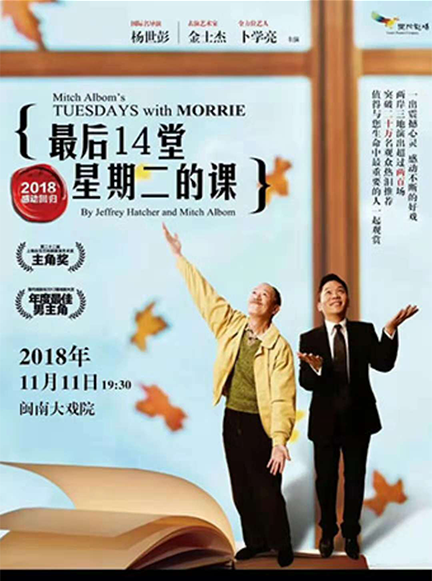 国际名导演
杨世彭
表演艺术家
金士杰
全方位艺人
卜学亮
主演
Mitch Albom's
TUESDAYS with MORRIE
最后14堂
星期二的课
2018
感动回归
By Jeffrey Hatcher and Mitch Albom
一出震撼心灵 感动不断的好戏
两岸三地演出超过两百场
突破二十万名观众热泪推荐
值得与您生命中最重要的人一起观赏
主角奖
年度最佳
男主角
2018年
11月11日19:30
闽南大戏院